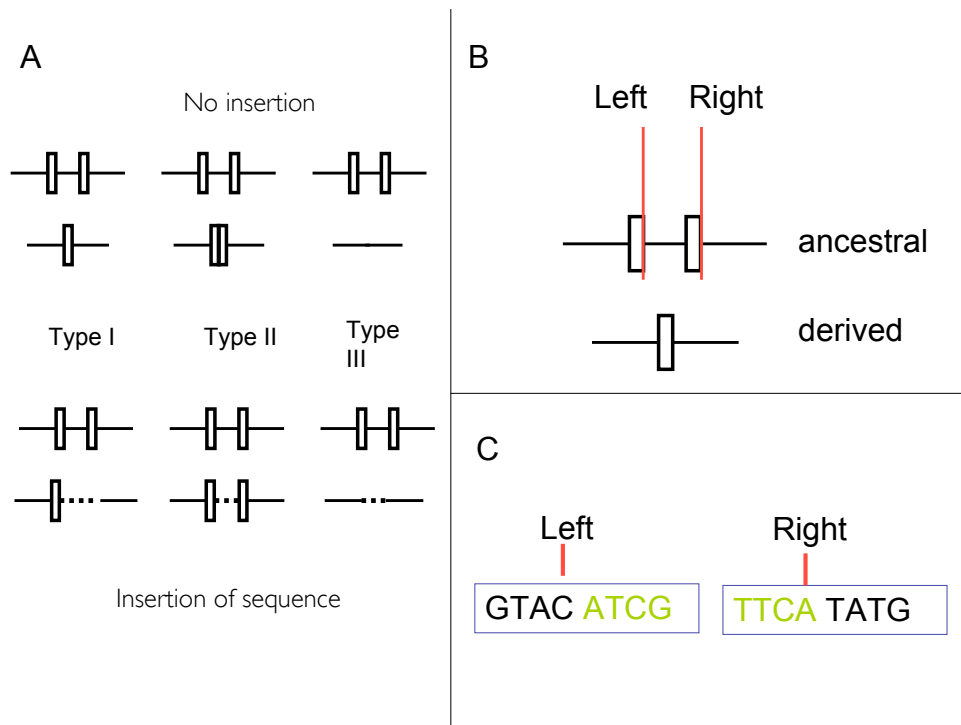 A
No insertion
Type I
Type II
Type
III
Insertion of sequence
B
Left Right
ancestral
derived
C
Left Right
GTAC ATCG TTCA TATG